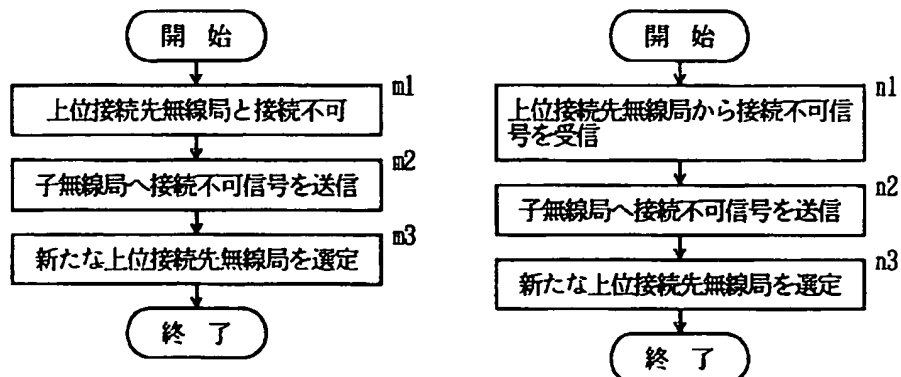 開始
m1
上位接続先無線局と接続不可
m2
子無線局へ接続不可信号を送信
m3
新たな上位接続先無線局を選定
終了
開始
n1
上位接続先無線局から接続不可信
号を受信
n2
子無線局へ接続不可信号を送信
n3
新たな上位接続先無線局を選定
終了